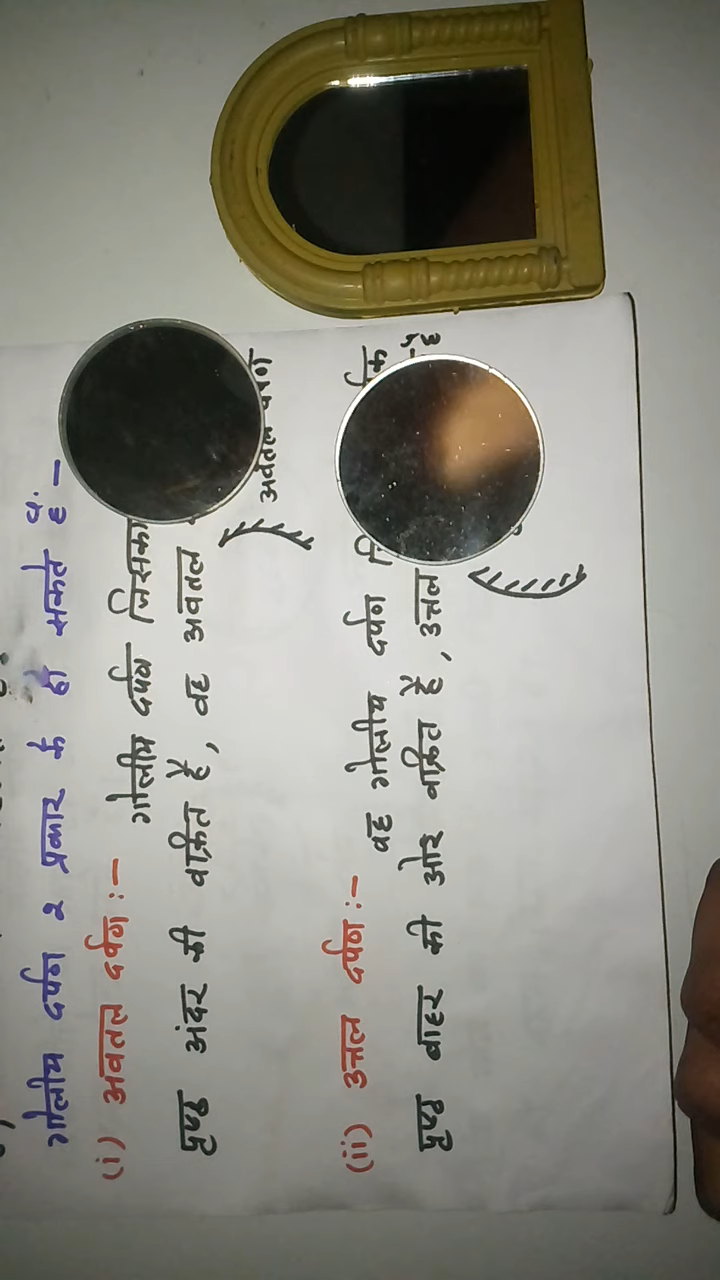 गोलीय दर्पण २ प्रकार के हो सकते हैं -
(i) अवतल दर्पण :- गोलीय दर्पण जिसका
पृष्ठ अंदर की वक्रित हैं, वह अवतल
अवतल दर्पण
(ii) उत्तल दर्पण :- वह गोलीय दर्पण कि
पृष्ठ बाहर की ओर वक्रित हैं, उत्तल